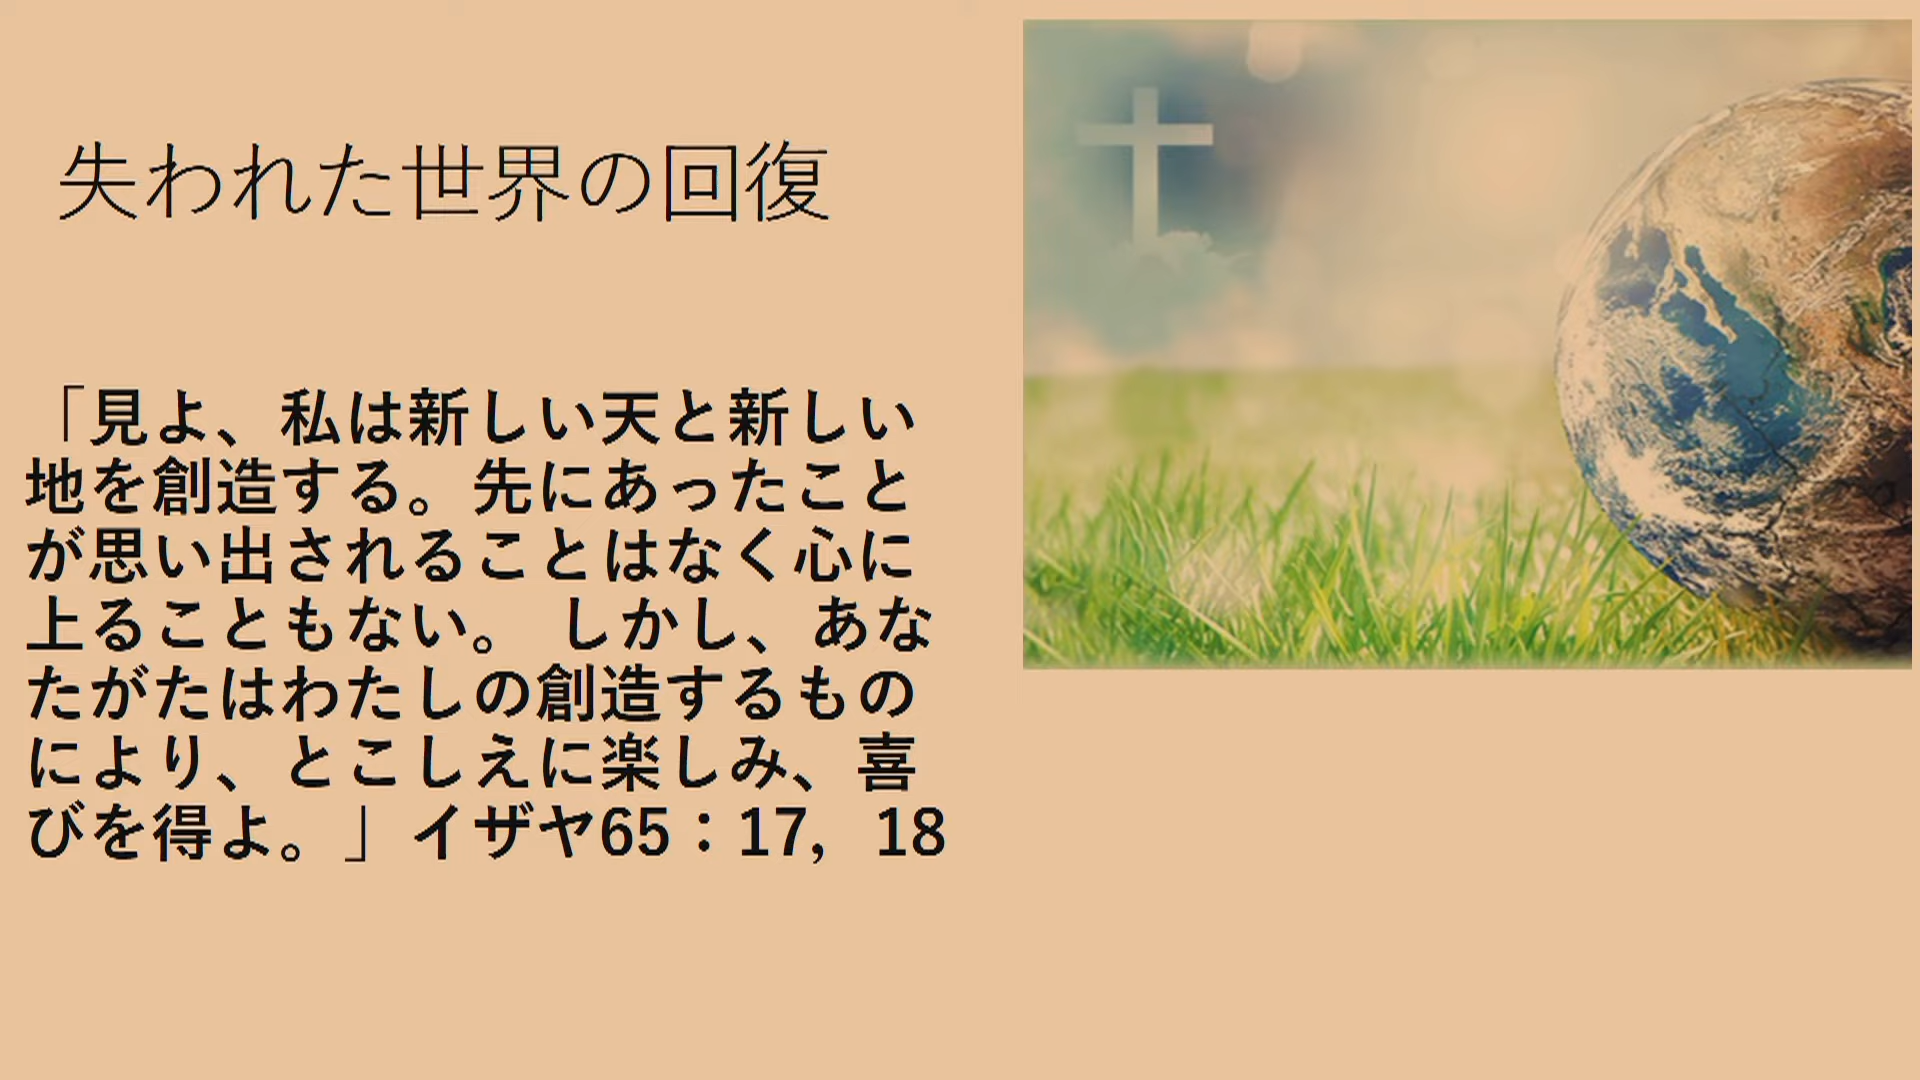 失われた世界の回復
「見よ、私は新しい天と新しい
地を創造する。先にあったこと
が思い出されることはなく心に
上ることもない。 しかし、あな
たがたはわたしの創造するもの
により、とこしえに楽しみ、喜
びを得よ。」イザヤ65：17,  18